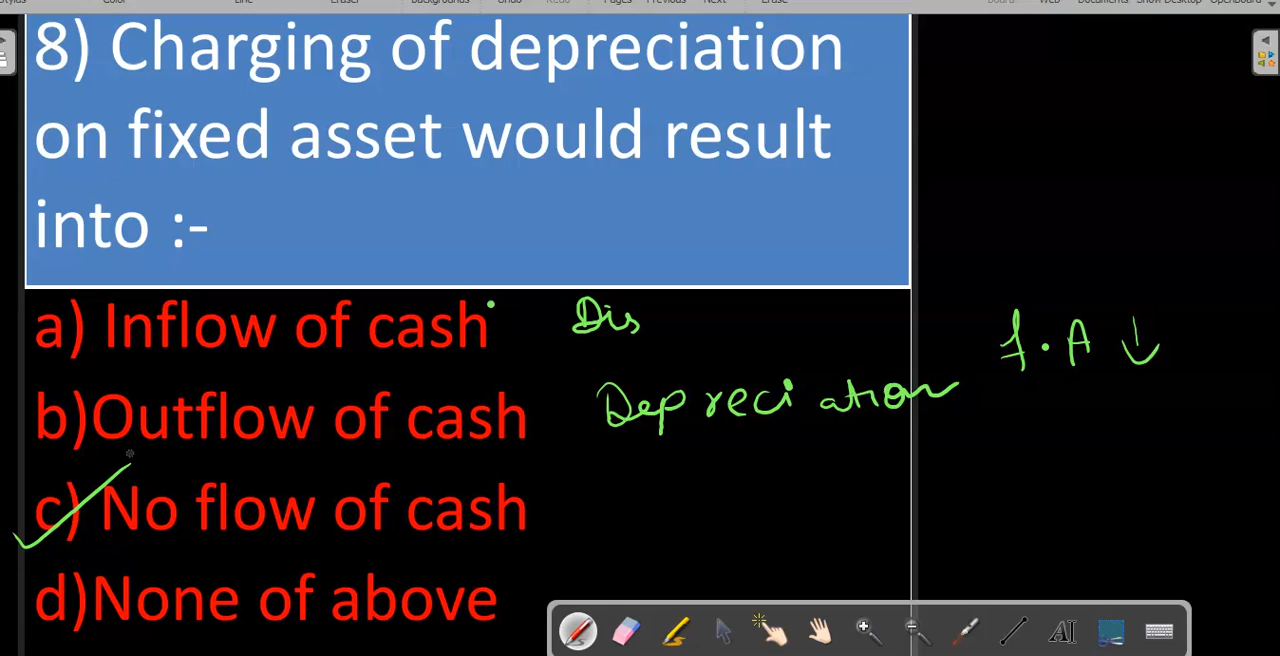 8) Charging of depreciation
on fixed asset would result
into :-
a) Inflow of cash
Dis
f.A ↓
Depreciation
b)Outflow of cash
c) No flow of cash
d)None of above
AI